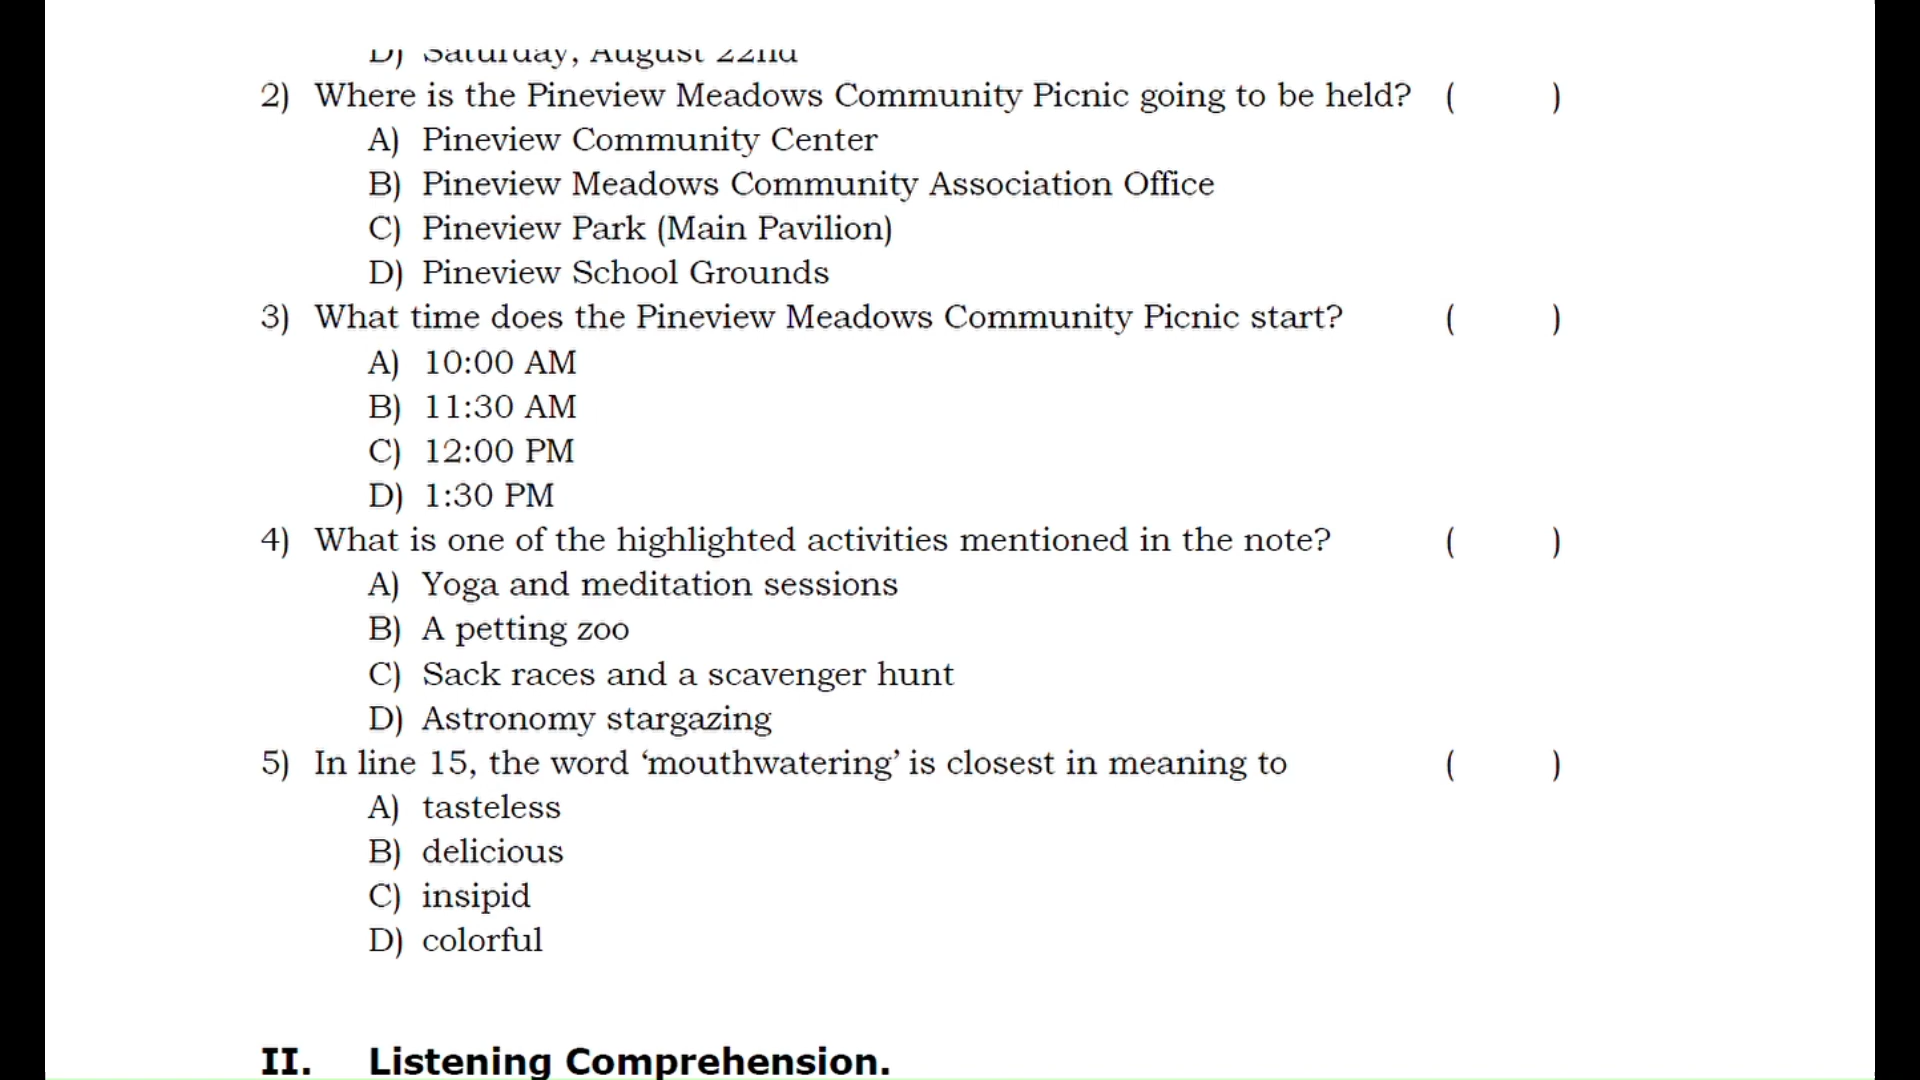 D) Saturday, August 22nd
2) Where is the Pineview Meadows Community Picnic going to be held? ( )
A) Pineview Community Center
B) Pineview Meadows Community Association Office
C) Pineview Park (Main Pavilion)
D) Pineview School Grounds
3) What time does the Pineview Meadows Community Picnic start? ( )
A) 10:00 AM
B) 11:30 AM
C) 12:00 PM
D) 1:30 PM
4) What is one of the highlighted activities mentioned in the note? ( )
A) Yoga and meditation sessions
B) A petting zoo
C) Sack races and a scavenger hunt
D) Astronomy stargazing
5) In line 15, the word ‘mouthwatering’ is closest in meaning to ( )
A) tasteless
B) delicious
C) insipid
D) colorful
II. Listening Comprehension.